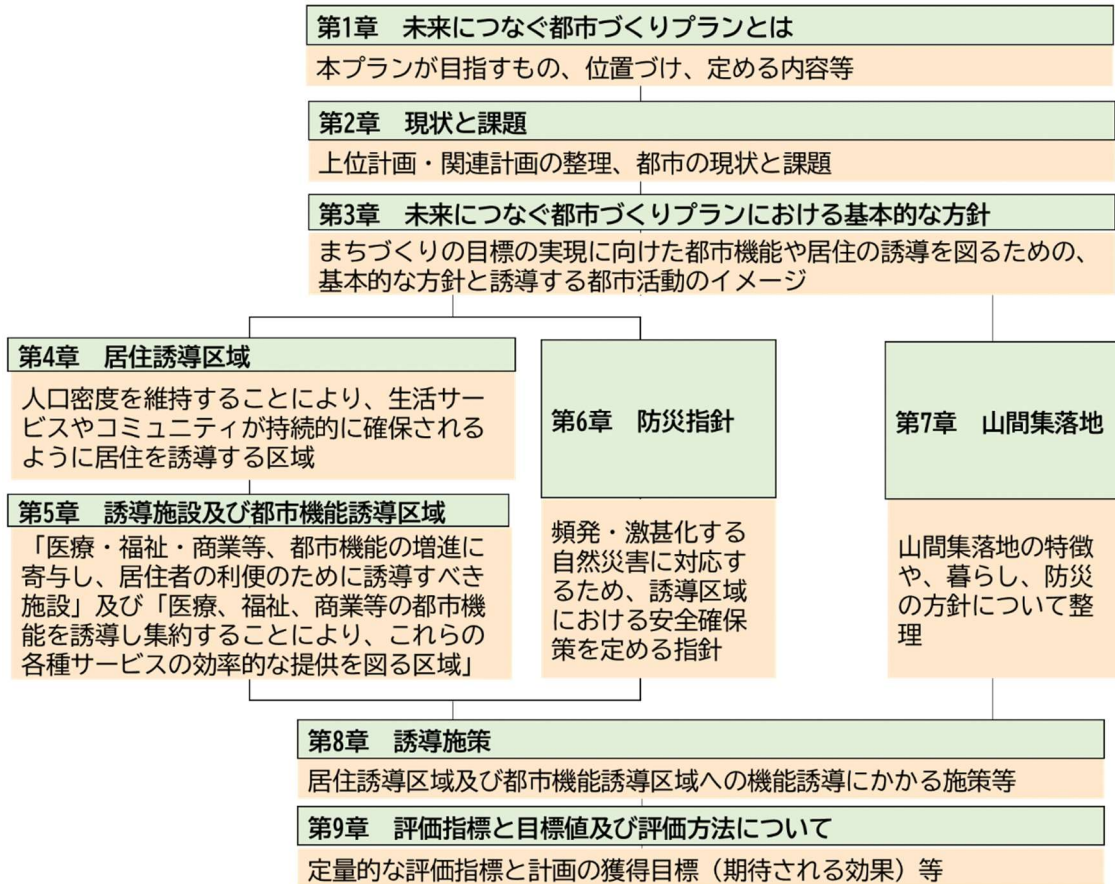 第1章　未来につなぐ都市づくりプランとは
本プランが目指すもの、位置づけ、定める内容等
第2章　現状と課題
上位計画・関連計画の整理、都市の現状と課題
第3章　未来につなぐ都市づくりプランにおける基本的な方針
まちづくりの目標の実現に向けた都市機能や居住の誘導を図るための、
基本的な方針と誘導する都市活動のイメージ
第4章　居住誘導区域
人口密度を維持することにより、生活サー
ビスやコミュニティが持続的に確保される
ように居住を誘導する区域
第5章　誘導施設及び都市機能誘導区域
「医療・福祉・商業等、都市機能の増進に
寄与し、居住者の利便のために誘導すべき
施設」及び「医療、福祉、商業等の都市機
能を誘導し集約することにより、これらの
各種サービスの効率的な提供を図る区域」
第6章　防災指針
頻発・激甚化する
自然災害に対応す
るため、誘導区域
における安全確保
策を定める指針
第7章　山間集落地
山間集落地の特徴
や、暮らし、防災
の方針について整
理
第8章　誘導施策
居住誘導区域及び都市機能誘導区域への機能誘導にかかる施策等
第9章　評価指標と目標値及び評価方法について
定量的な評価指標と計画の獲得目標（期待される効果）等